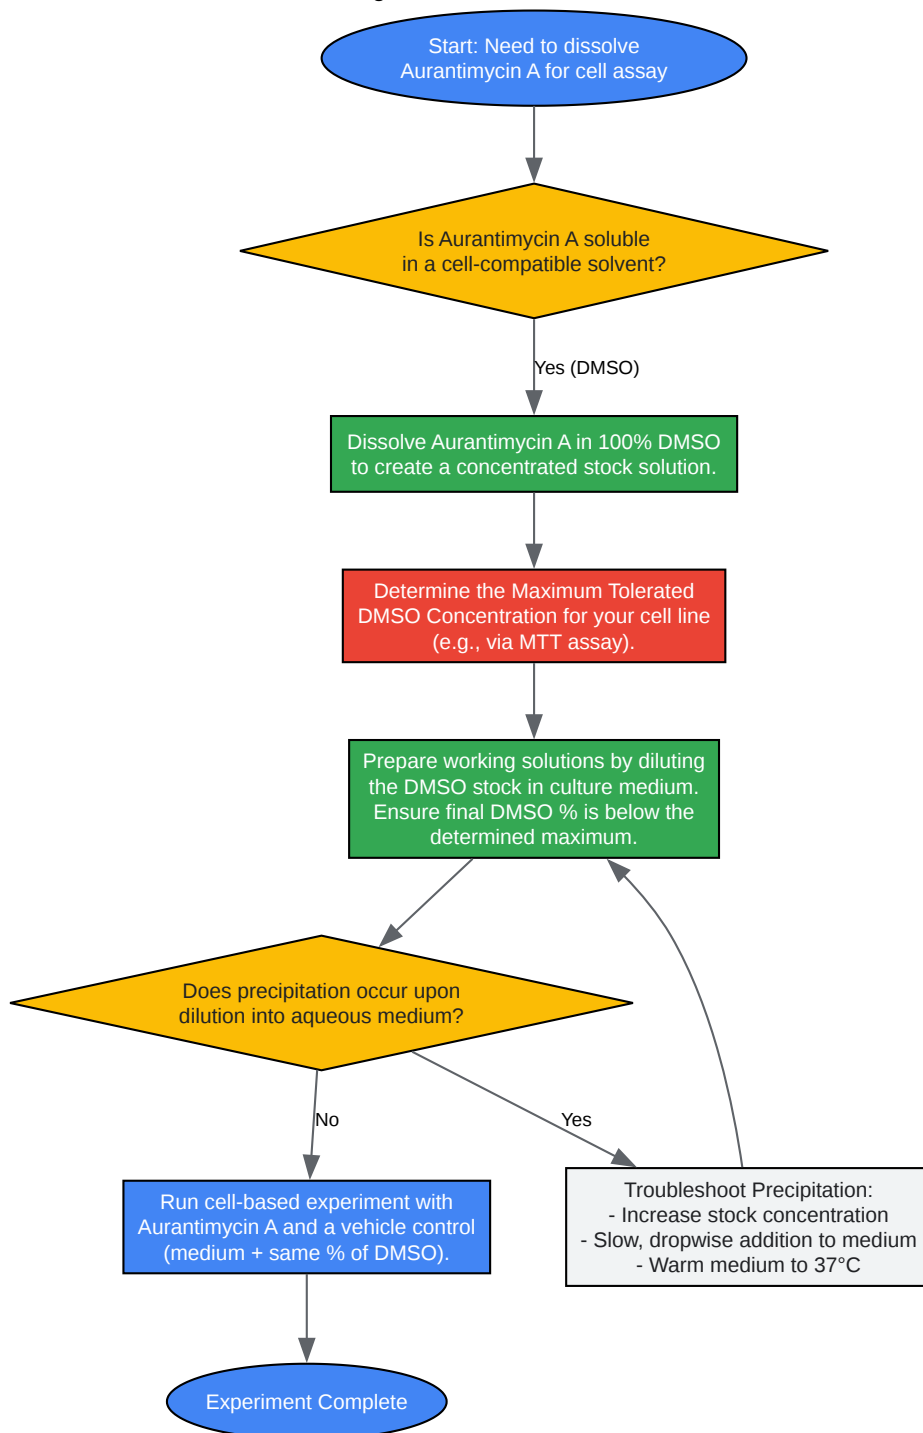 Start: Need to dissolve
Aurantimycin A for cell assay
Is Aurantimycin A soluble
in a cell-compatible solvent?
Yes (DMSO)
Dissolve Aurantimycin A in 100% DMSO
to create a concentrated stock solution.
Determine the Maximum Tolerated
DMSO Concentration for your cell line
(e.g., via MTT assay).
Prepare working solutions by diluting
the DMSO stock in culture medium.
Ensure final DMSO % is below the
determined maximum.
Does precipitation occur upon
dilution into aqueous medium?
No
Yes
Run cell-based experiment with
Aurantimycin A and a vehicle control
(medium + same % of DMSO).
Troubleshoot Precipitation:
- Increase stock concentration
- Slow, dropwise addition to medium
- Warm medium to 37°C
Experiment Complete